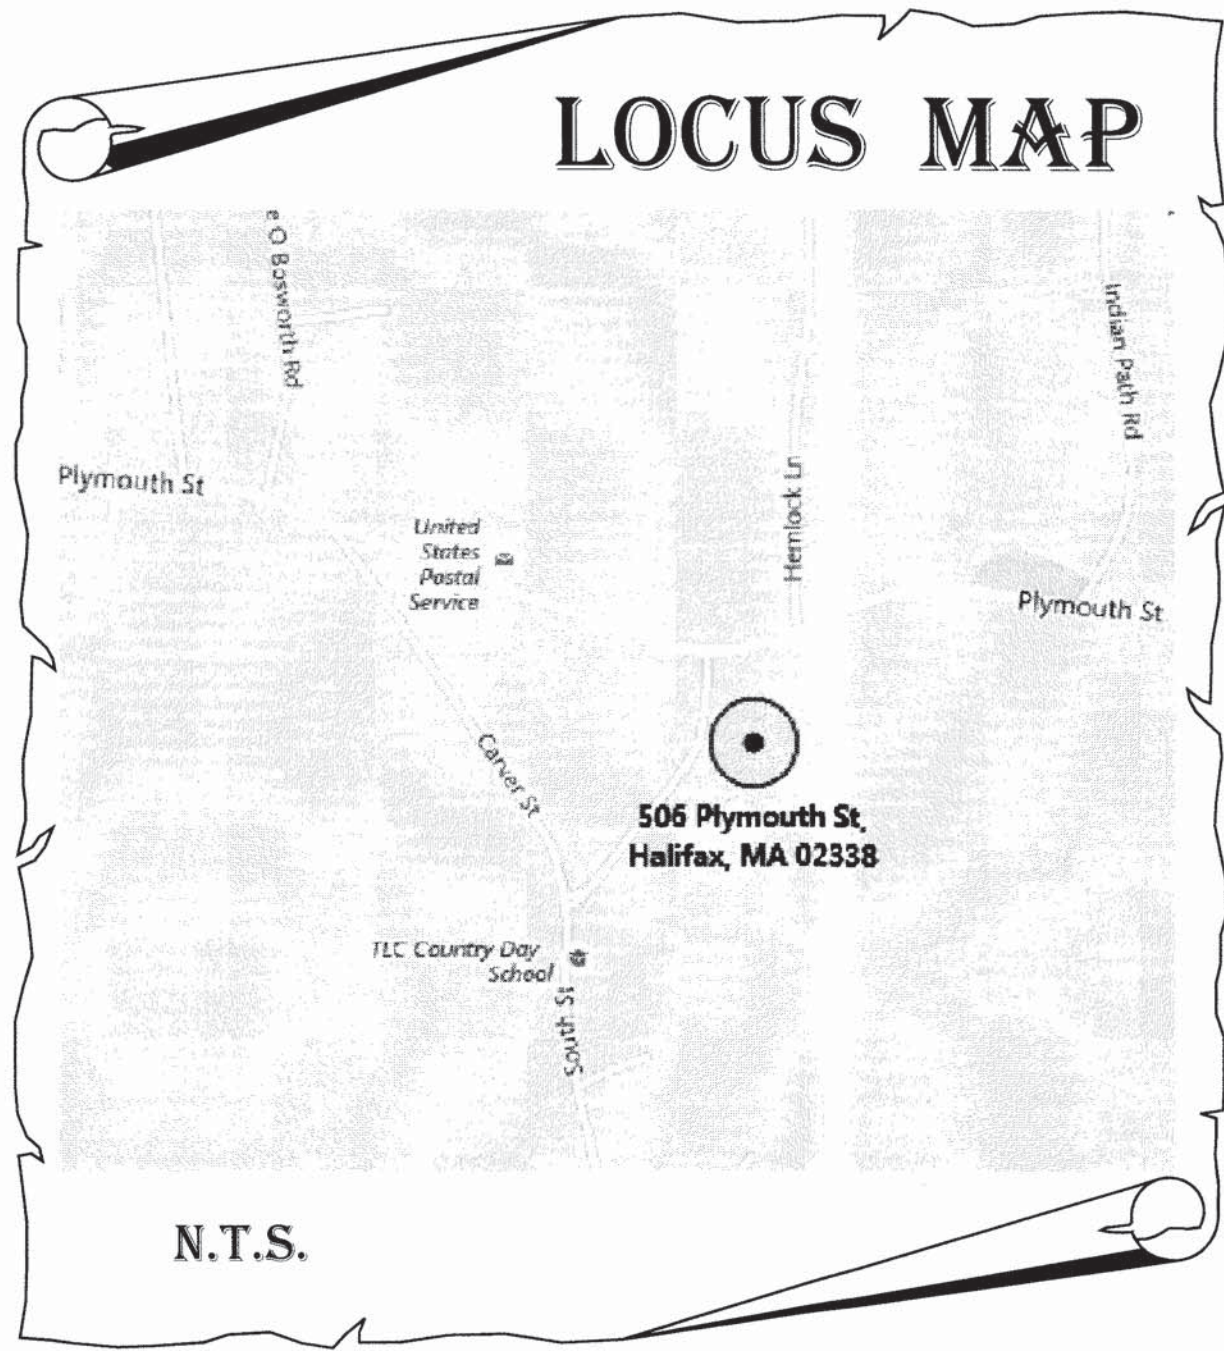 LOCUS MAP
e O Bosworth Rd
Indian Path Rd
Plymouth St
Hemlock Ln
United
States
Postal
Service
Plymouth St
Carver St
506 Plymouth St,
Halifax, MA 02338
TLC Country Day
School
South St
N.T.S.